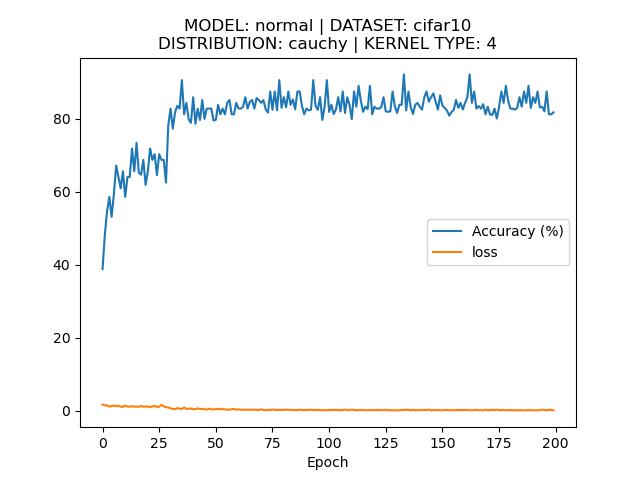 MODEL: normal | DATASET: cifar10
DISTRIBUTION: cauchy | KERNEL TYPE: 4
80
60
40
20
0
Accuracy (%)
loss
0 25 50 75 100 125 150 175 200
Epoch